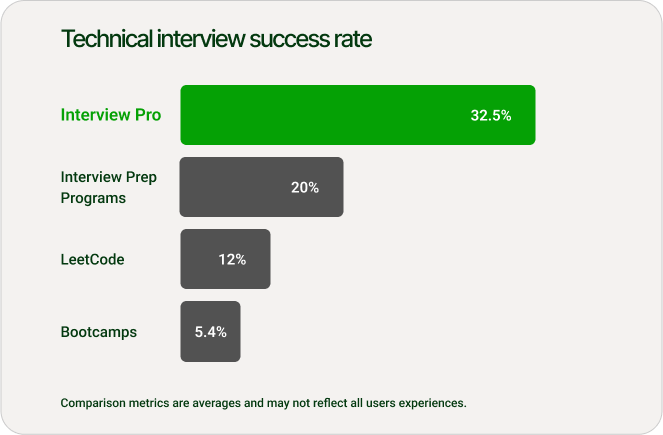 Technical interview success rate
Interview Pro
32.5%
Interview Prep
Programs
20%
LeetCode
12%
Bootcamps
5.4%
Comparison metrics are averages and may not reflect all users experiences.